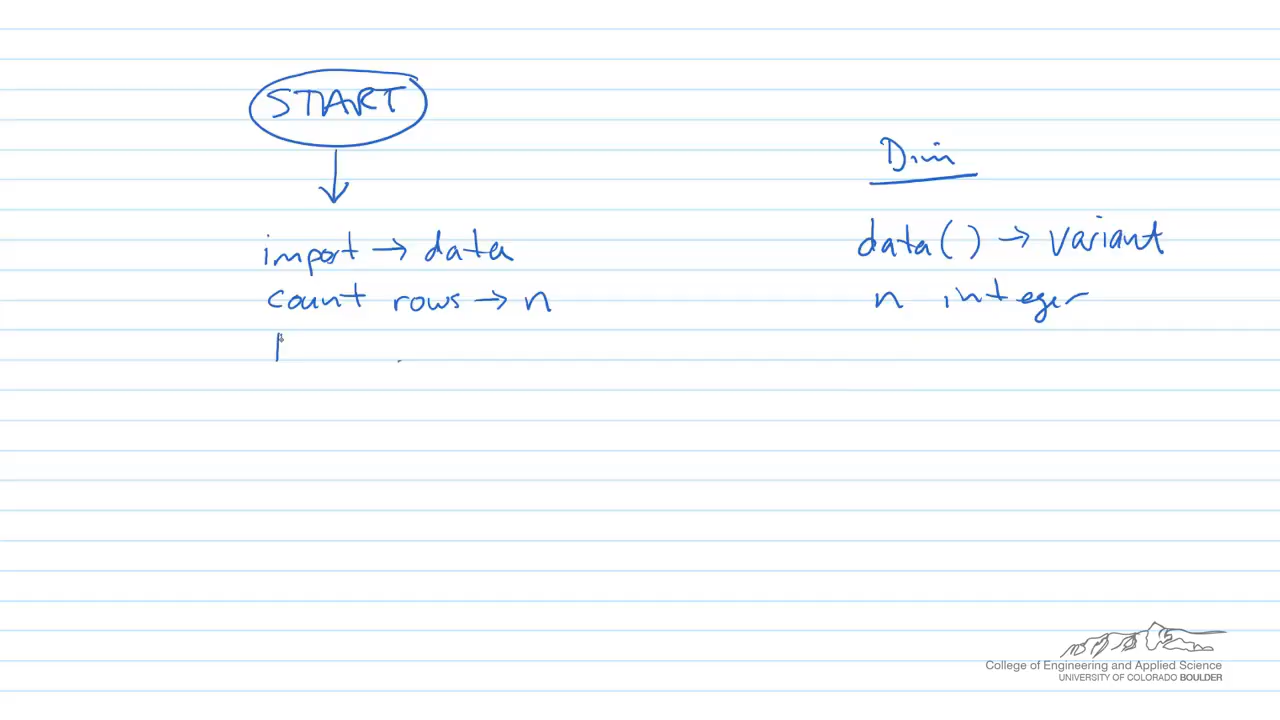 START
Dim
import → data
data() → variant
count rows → n
n integer
College of Engineering and Applied Science
UNIVERSITY OF COLORADO BOULDER